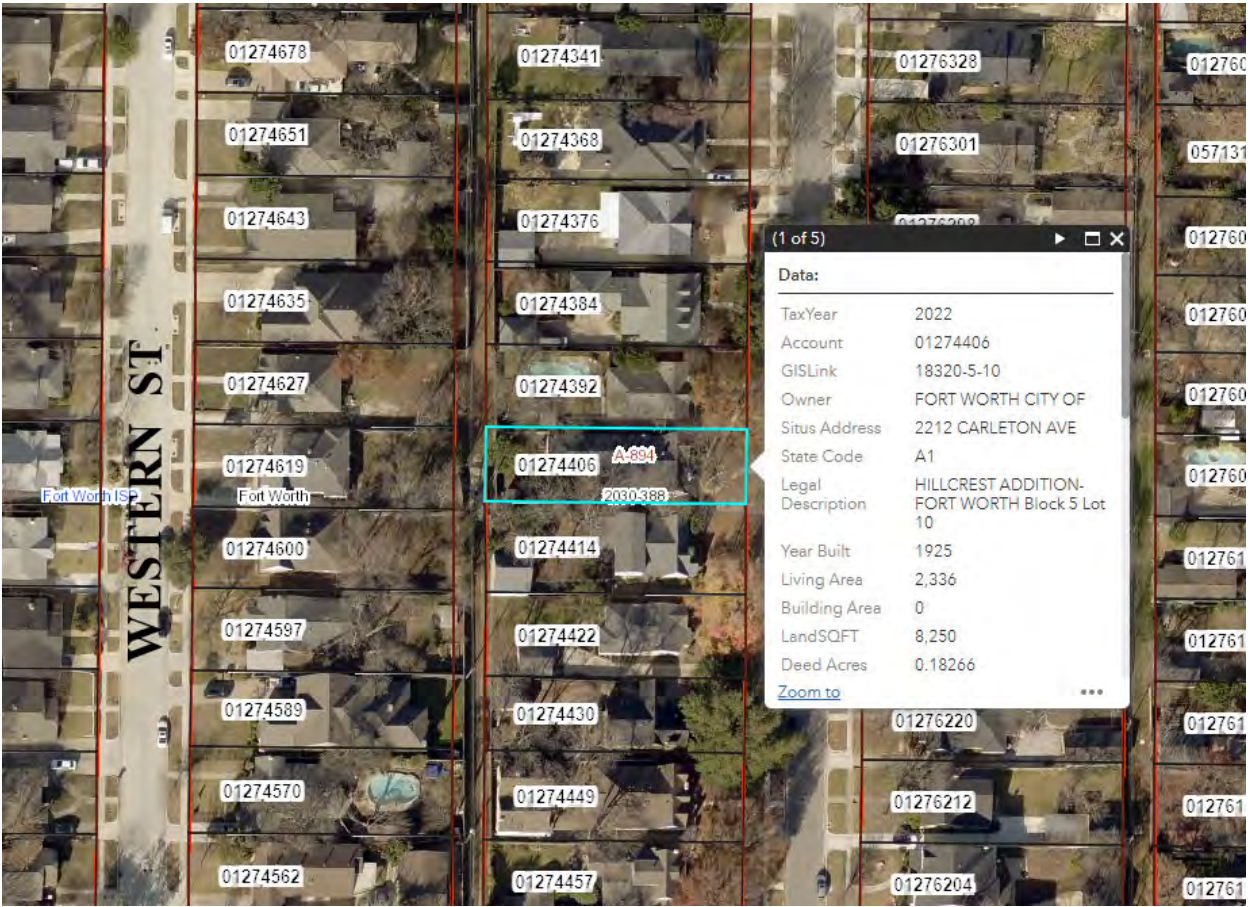 01274678
01274341
01276328
01274651
01274368
01276301
01274643
01274376
(1 of 5)
Data:
TaxYear 2022
Account 01274406
GISLink 18320-5-10
Owner FORT WORTH CITY OF
Situs Address 2212 CARLETON AVE
State Code A1
Legal Description HILLCREST ADDITION-
FORT WORTH Block 5 Lot
10
Year Built 1925
Living Area 2,336
Building Area 0
LandSQFT 8,250
Deed Acres 0.18266
Zoom to
01274635
01274384
01274627
01274392
WESTERN ST
01274619
01274406
A-894
Fort Worth ISD
Fort Worth
2030-388
01274600
01274414
01274597
01274422
01274589
01274430
01276220
01274570
01274449
01276212
01274562
01274457
01276204